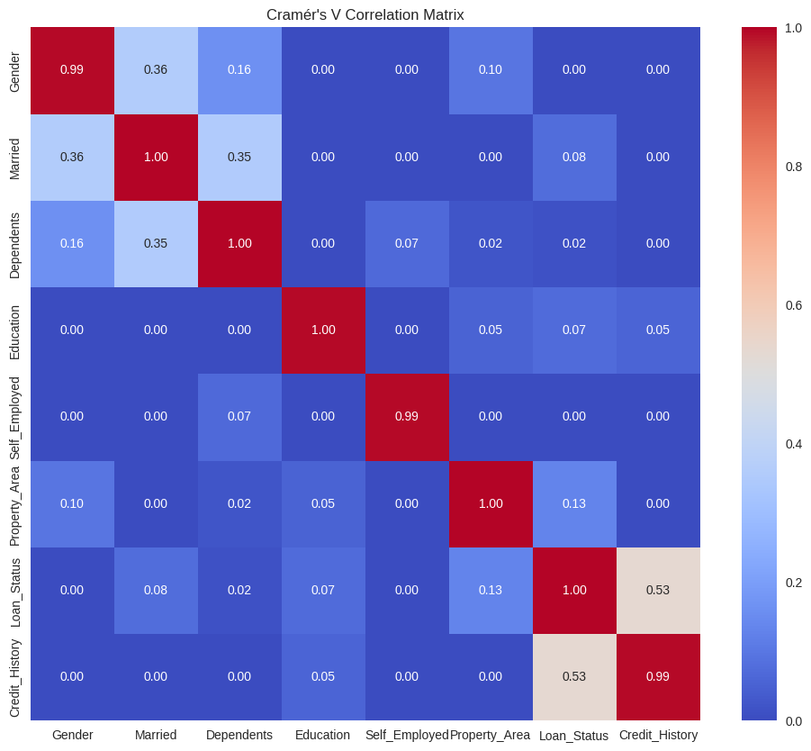 Cramér's V Correlation Matrix
Gender 0.99 0.36 0.16 0.00 0.00 0.10 0.00 0.00
Married 0.36 1.00 0.35 0.00 0.00 0.00 0.08 0.00
Dependents 0.16 0.35 1.00 0.00 0.07 0.02 0.02 0.00
Education 0.00 0.00 0.00 1.00 0.00 0.05 0.07 0.05
Self_Employed 0.00 0.00 0.07 0.00 0.99 0.00 0.00 0.00
Property_Area 0.10 0.00 0.02 0.05 0.00 1.00 0.13 0.00
Loan_Status 0.00 0.08 0.02 0.07 0.00 0.13 1.00 0.53
Credit_History 0.00 0.00 0.00 0.05 0.00 0.00 0.53 0.99
Gender Married Dependents Education Self_Employed Property_Area Loan_Status Credit_History
1.0
0.8
0.6
0.4
0.2
0.0